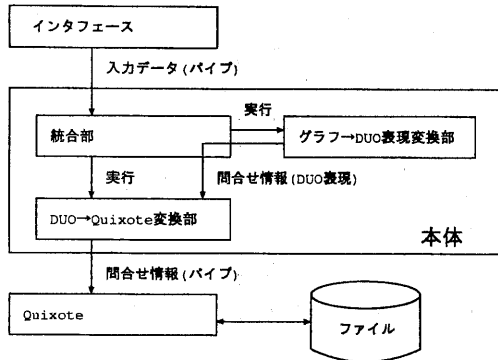 インタフェース
入力データ(パイプ)
実行
統合部
グラフ→DUO表現変換部
実行
問合せ情報(DUO表現)
DUO→Quixote変換部
本体
問合せ情報(パイプ)
Quixote
ファイル